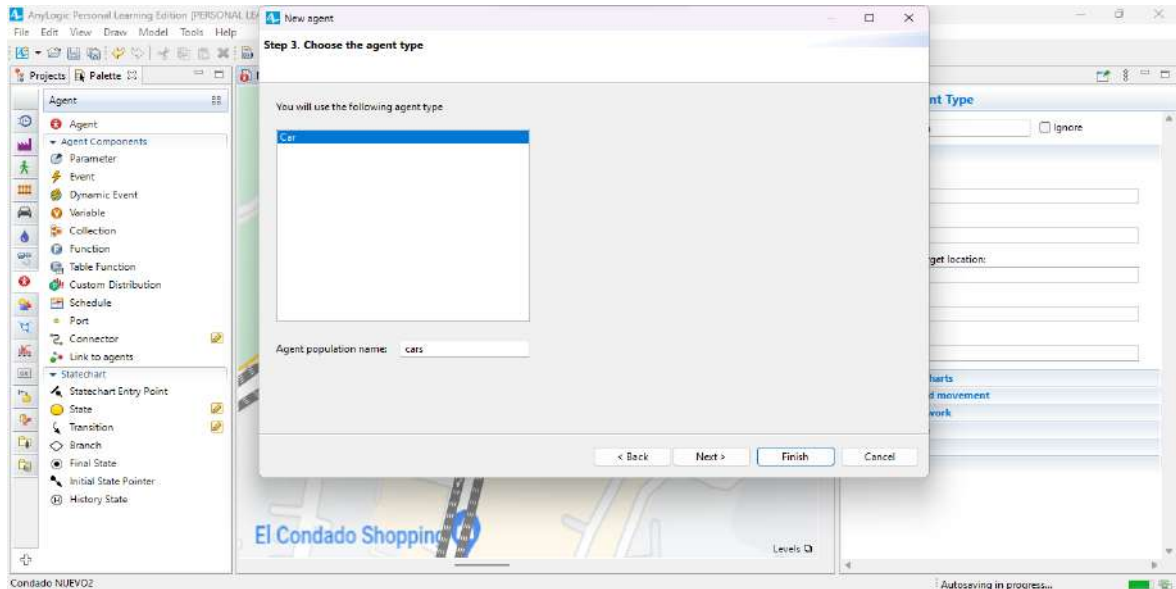 AnyLogic Personal Learning Edition [PERSONAL LE
New agent
File Edit View Draw Model Tools Help
Step 3. Choose the agent type
Projects Palette
Agent
You will use the following agent type
nt Type
Agent
Car
Ignore
Agent Components
Parameter
Event
Dynamic Event
Variable
Collection
Function
rget location:
Table Function
Custom Distribution
Schedule
Port
Connector
Agent population name: cars
Link to agents
Statechart
harts
Statechart Entry Point
d movement
State
work
Transition
Branch
< Back Next > Finish Cancel
Final State
Initial State Pointer
History State
El Condado Shopping
Levels
Condado NUEVO2
Autosaving in progress...